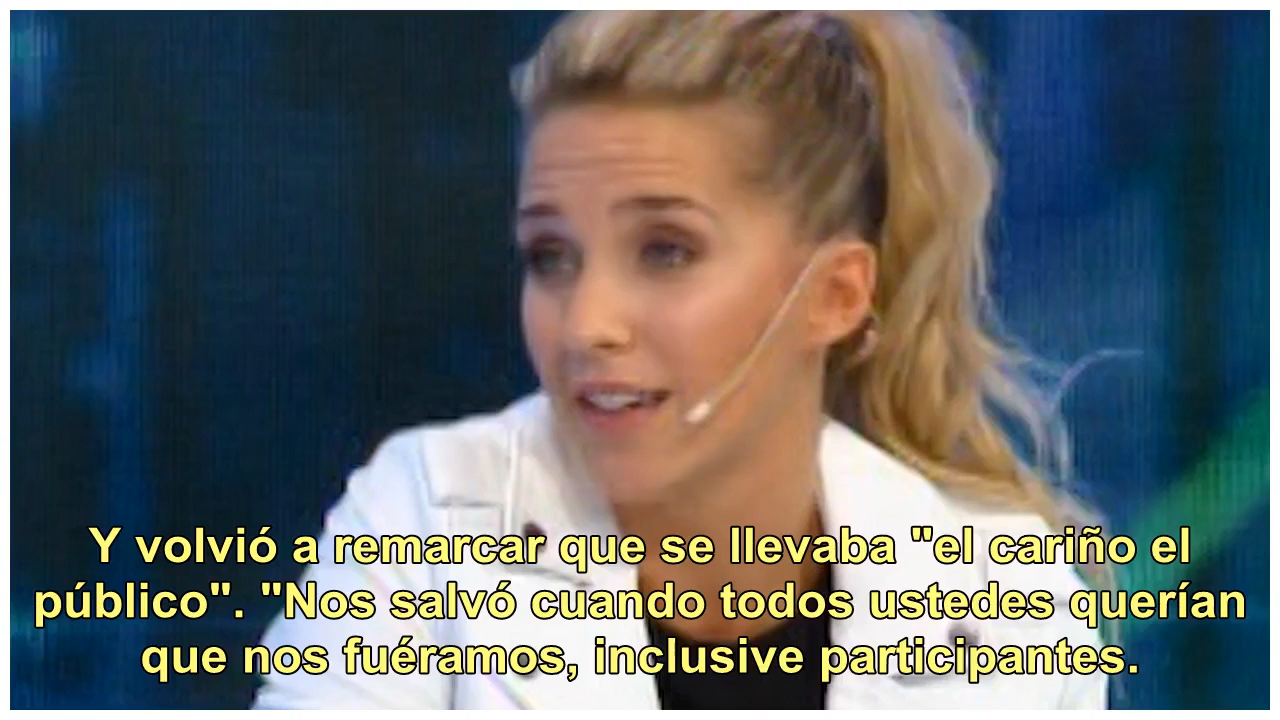 Y volvió a remarcar que se llevaba "el cariño el
público". "Nos salvó cuando todos ustedes querían
que nos fuéramos, inclusive participantes.